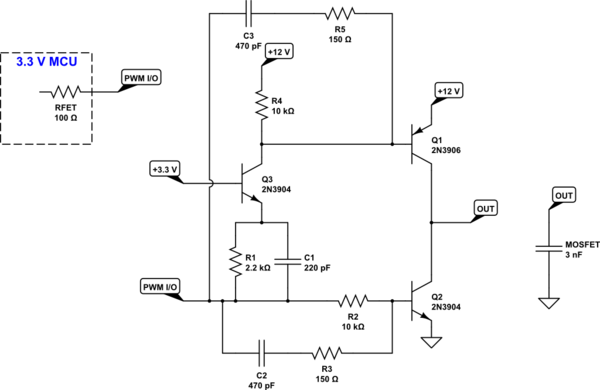 C3
470 pF
R5
150 Ω
+12 V
3.3 V MCU
PWM I/O
RFET
100 Ω
R4
10 kΩ
+12 V
Q1
2N3906
+3.3 V
Q3
2N3904
OUT
OUT
MOSFET
3 nF
R1
2.2 kΩ
C1
220 pF
PWM I/O
R2
10 kΩ
Q2
2N3904
C2
470 pF
R3
150 Ω